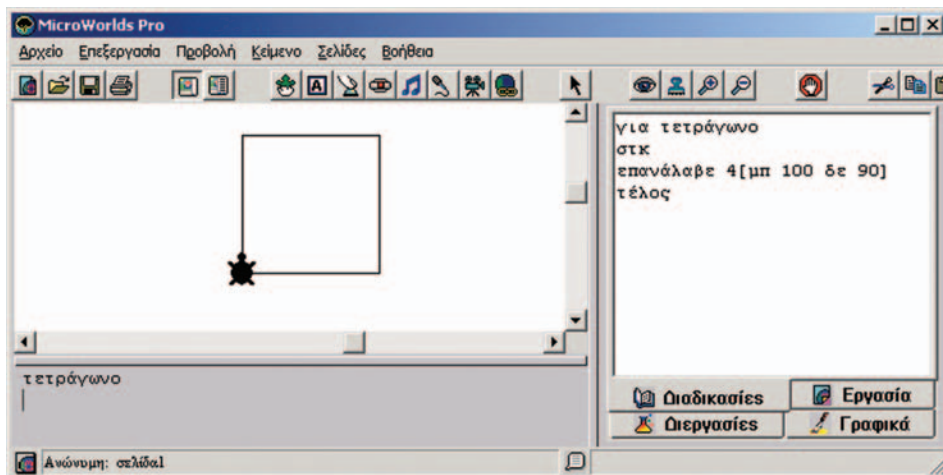 MicroWorlds Pro
Αρχείο Επεξεργασία Προβολή Κείμενο Σελίδες Βοήθεια
για τετράγωνο
στκ
επανάλαβε 4[μπ 100 δε 90]
τέλος
τετράγωνο
Διαδικασίες Εργασία
Διεργασίες Γραφικά
Ανώνυμη: σελίδα1